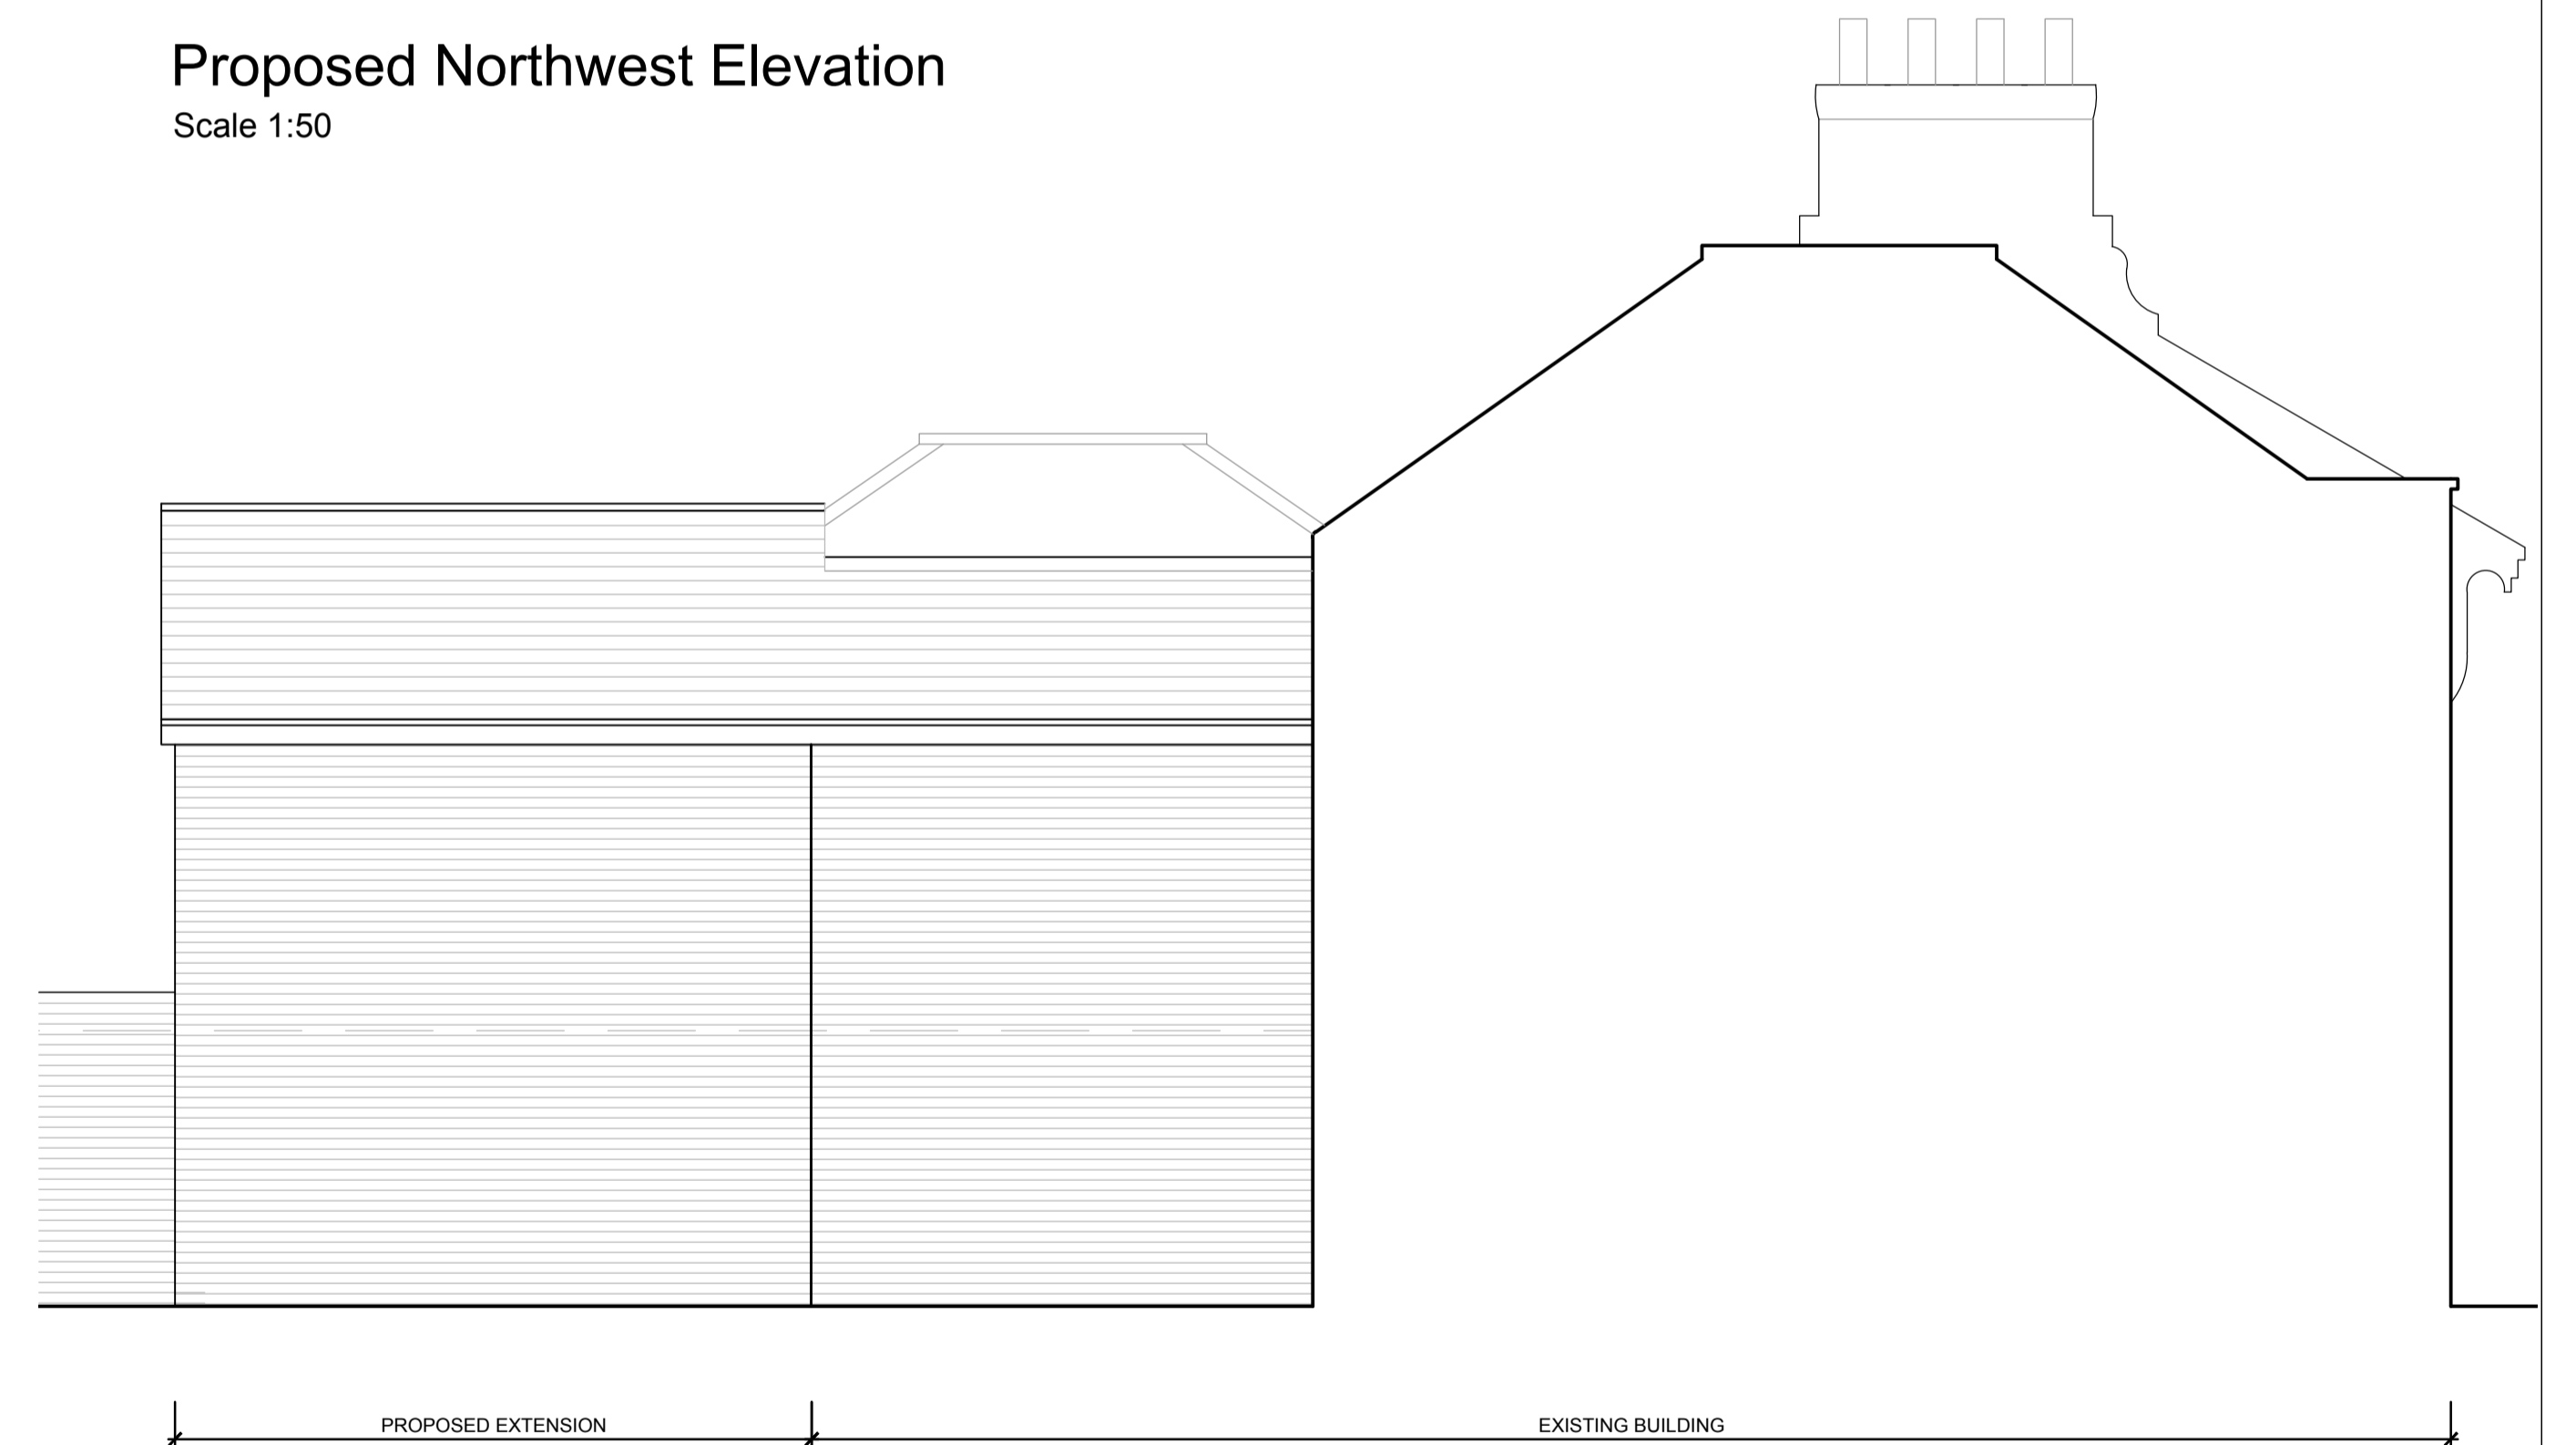 Proposed Northwest Elevation
Scale 1:50
PROPOSED EXTENSION
EXISTING BUILDING